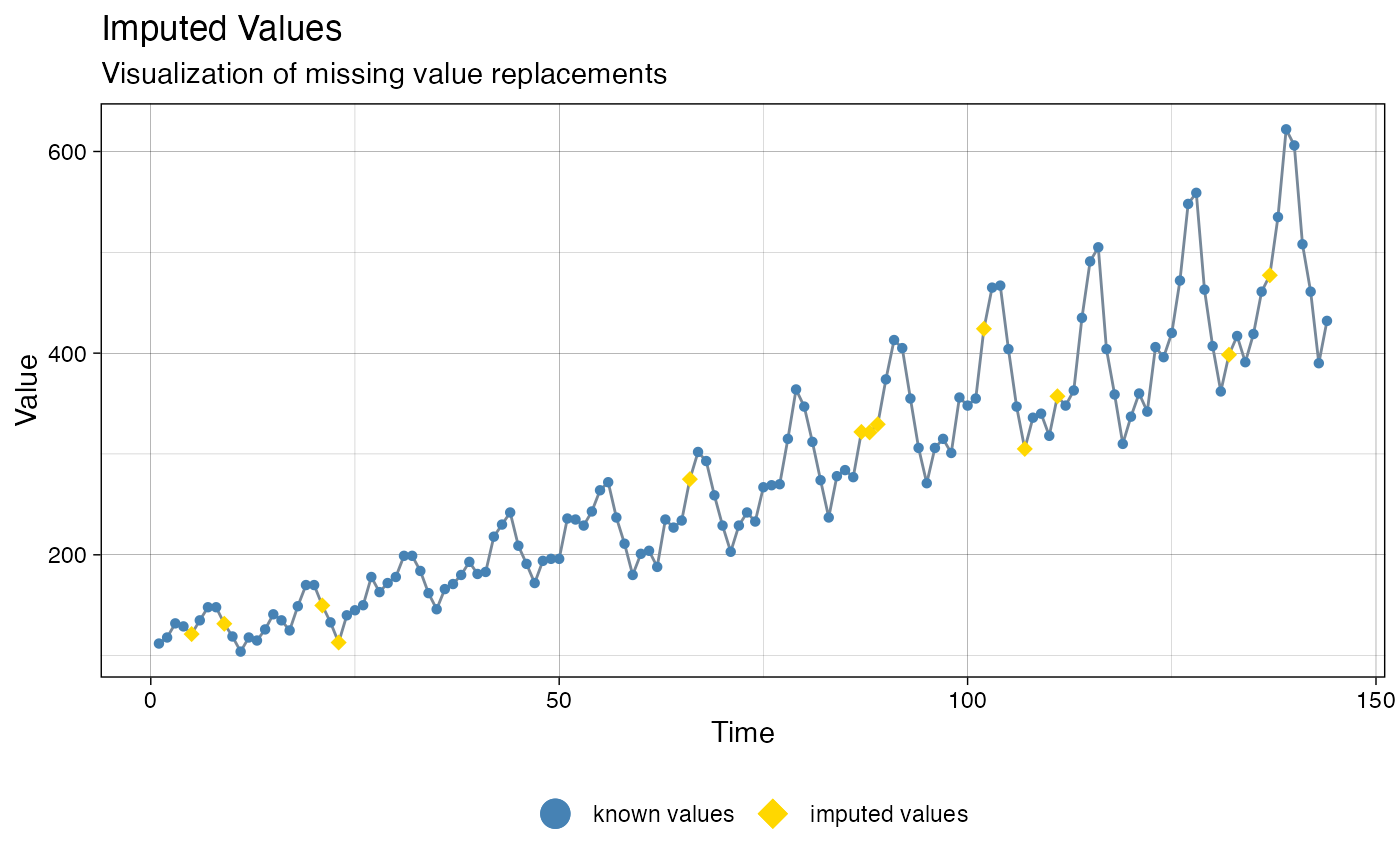 Imputed Values
Visualization of missing value replacements
600
400
200
Value
0 50 100 150
Time
known values imputed values